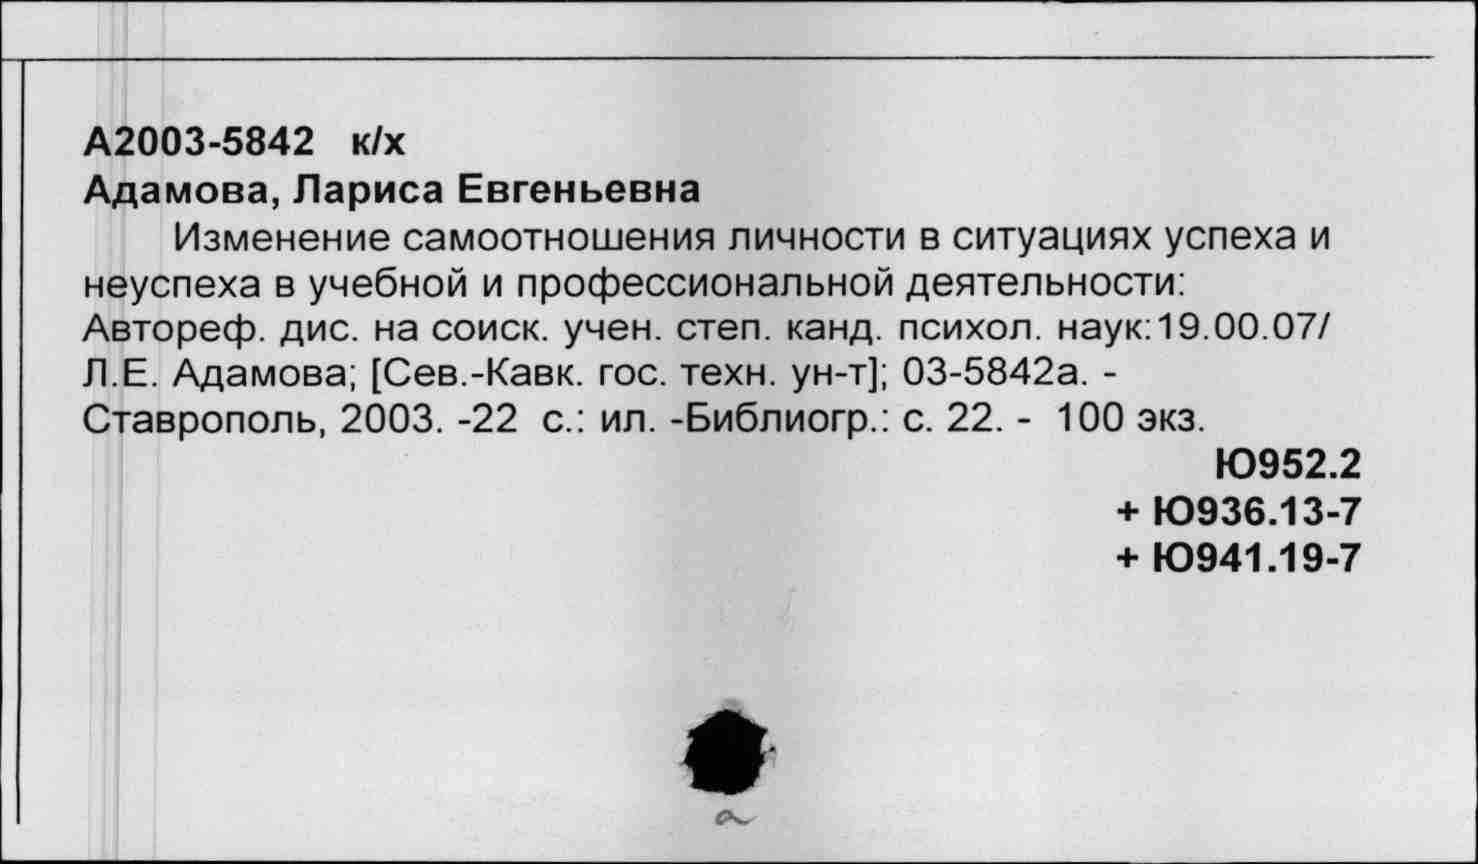 А2003-5842 к/х
Адамова, Лариса Евгеньевна
Изменение самоотношения личности в ситуациях успеха и
неуспеха в учебной и профессиональной деятельности:
Автореф. дис. на соиск. учен. степ. канд. психол. наук:19.00.07/
Л.Е. Адамова; [Сев.-Кавк. гос. техн. ун-т]; 03-5842а. -
Ставрополь, 2003. -22 с.: ил. -Библиогр.: с. 22. - 100 экз.
Ю952.2
+ Ю936.13-7
+ Ю941.19-7
а